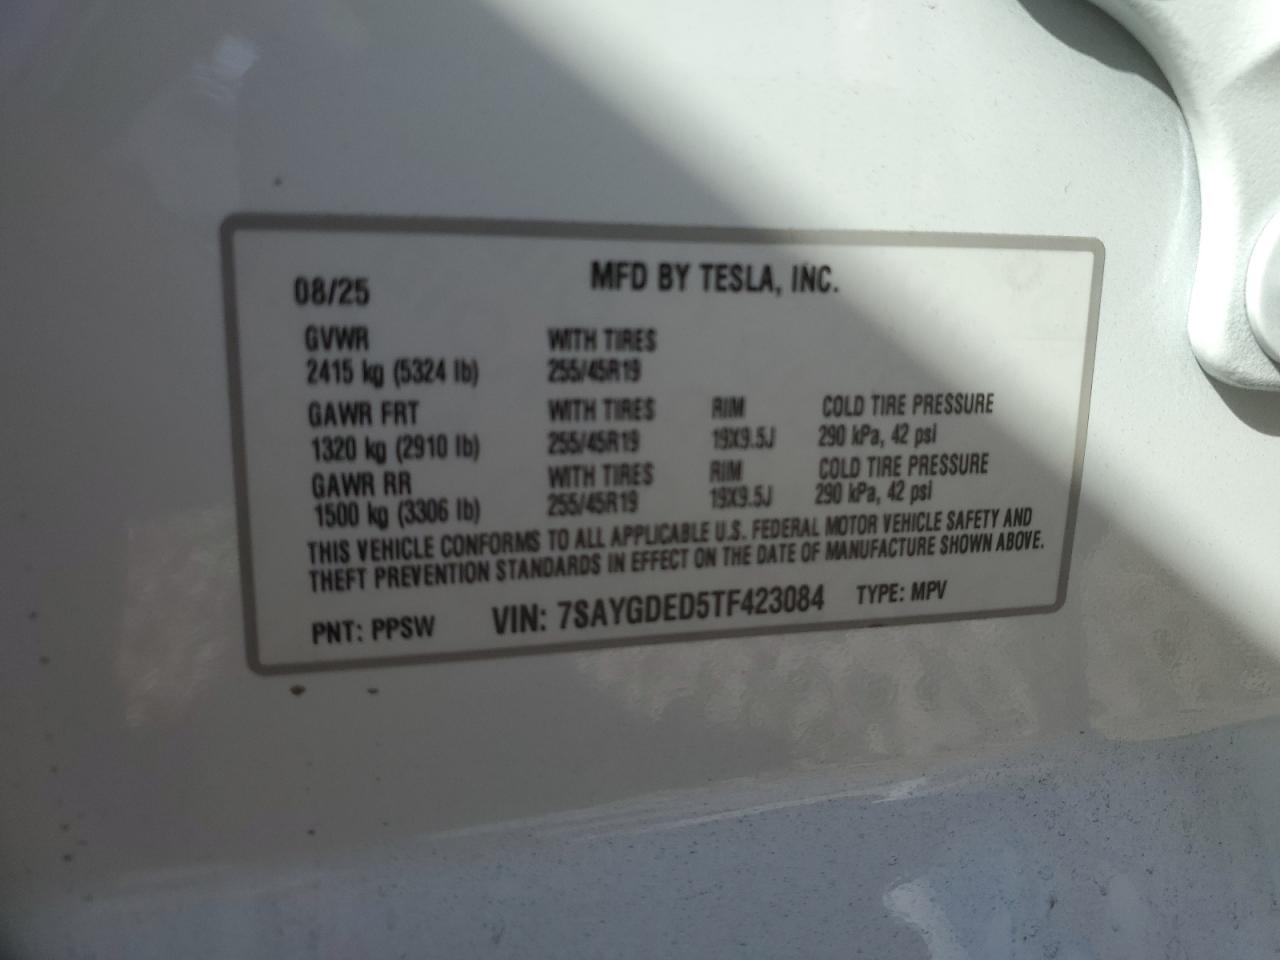 MFD BY TESLA, INC.
08/25
GVWR WITH TIRES
2415 kg (5324 lb) 255/45R19
GAWR FRT WITH TIRES RIM COLD TIRE PRESSURE
1320 kg (2910 lb) 255/45R19 19X9.5J 290 kPa, 42 psi
GAWR RR WITH TIRES RIM COLD TIRE PRESSURE
1500 kg (3306 lb) 255/45R19 19X9.5J 290 kPa, 42 psi
THIS VEHICLE CONFORMS TO ALL APPLICABLE U.S. FEDERAL MOTOR VEHICLE SAFETY AND
THEFT PREVENTION STANDARDS IN EFFECT ON THE DATE OF MANUFACTURE SHOWN ABOVE.
PNT: PPSW VIN: 7SAYGDED5TF423084 TYPE: MPV